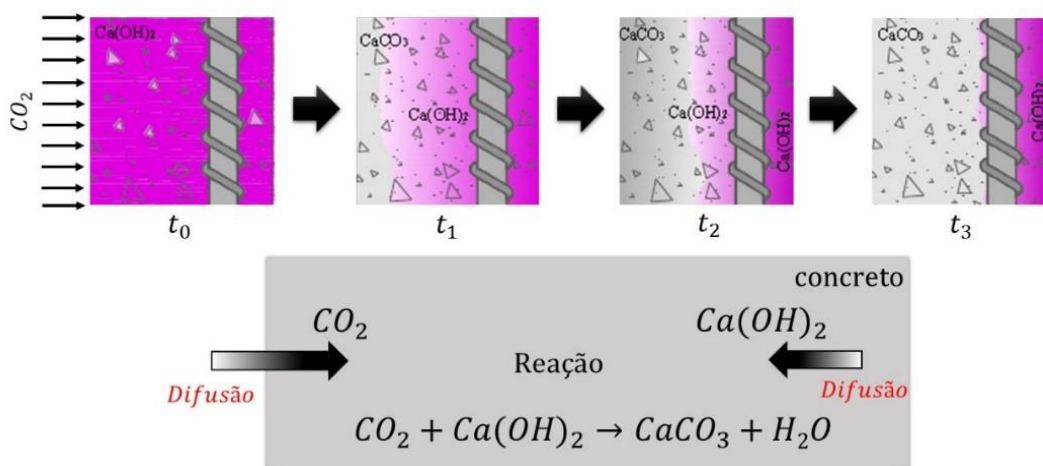 CO₂
Ca(OH)₂
t₀
CaCO₃
Ca(OH)₂
t₁
CaCO₃
Ca(OH)₂
Ca(OH)₂
t₂
CaCO₃
Ca(OH)₂
t₃
concreto
CO₂
Ca(OH)₂
Difusão
Reação
Difusão
CO₂ + Ca(OH)₂ → CaCO₃ + H₂O